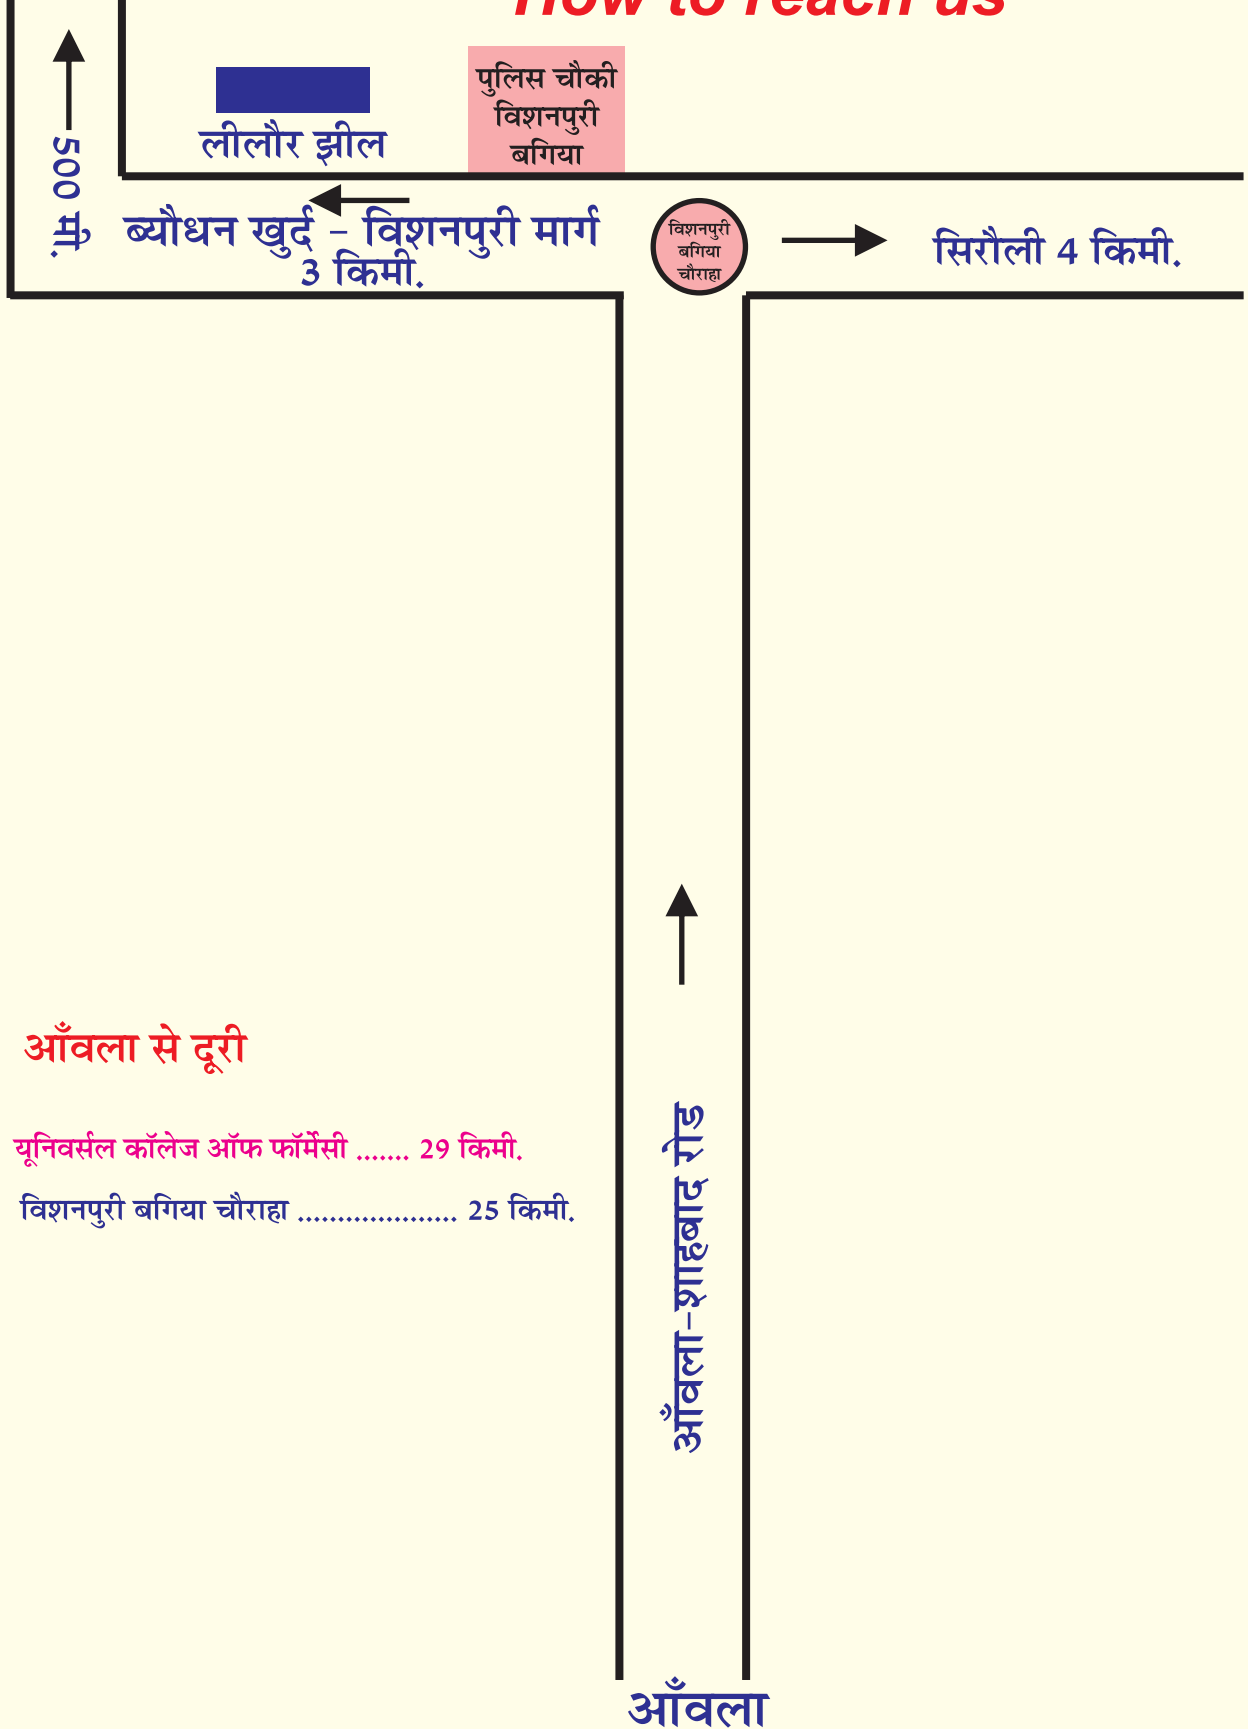 How to reach us
500 मी.
लीलौर झील
पुलिस चौकी
विशनपुरी
बगिया
ब्यौधन खुर्द - विशनपुरी मार्ग
3 किमी.
विशनपुरी
बगिया
चौराहा
सिरौली 4 किमी.
आँवला से दूरी
यूनिवर्सल कॉलेज ऑफ फॉर्मेसी ....... 29 किमी.
विशनपुरी बगिया चौराहा .................... 25 किमी.
आँवला-शाहबाद रोड
आँवला